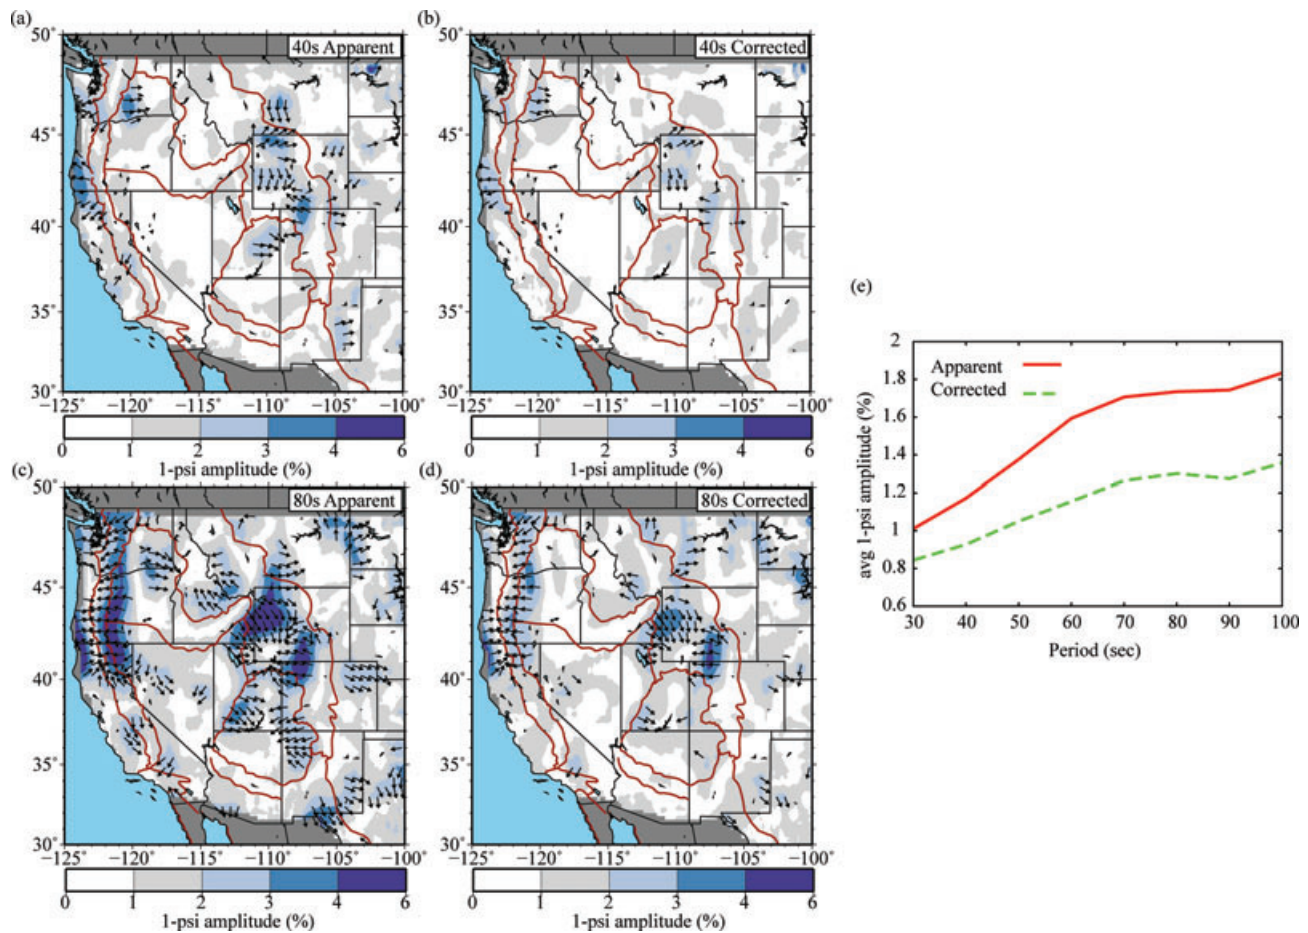 (a)
(b)
40s Apparent
40s Corrected
50°
45°
40°
35°
30°
−125 −120° −110° −105° −100°
50°
45°
40°
35°
30°
−125° −120° −110° −105° −100°
0 1 2 3 4 6
1-psi amplitude (%)
0 1 2 3 4 6
1-psi amplitude (%)
(c)
(d)
80s Apparent
80s Corrected
50°
45°
40°
35°
30°
−125 −120° −110° −105° −100°
50°
45°
40°
35°
30°
−125° −120° −110° −105° −100°
0 1 2 3 4 6
1-psi amplitude (%)
0 1 2 3 4 6
1-psi amplitude (%)
(e)
Apparent
Corrected
avg 1-psi amplitude (%)
2
1.8
1.6
1.4
1.2
1
0.8
0.6
30 40 50 60 70 80 90 100
Period (sec)